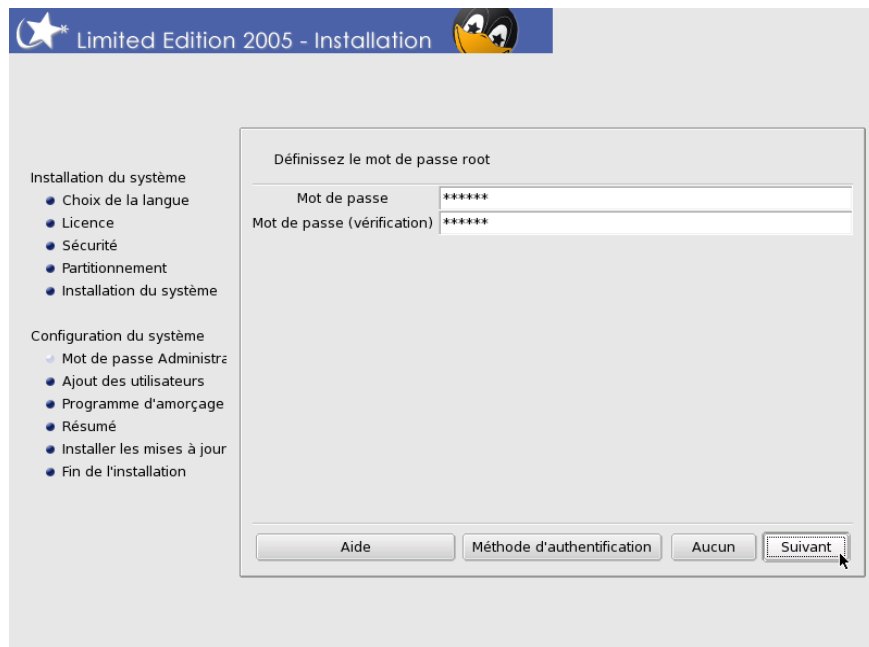 Limited Edition 2005 - Installation
Installation du système
Choix de la langue
Licence
Sécurité
Partitionnement
Installation du système
Configuration du système
Mot de passe Administra
Ajout des utilisateurs
Programme d'amorçage
Résumé
Installer les mises à jour
Fin de l'installation
Définissez le mot de passe root
Mot de passe ******
Mot de passe (vérification) ******
Aide Méthode d'authentification Aucun Suivant